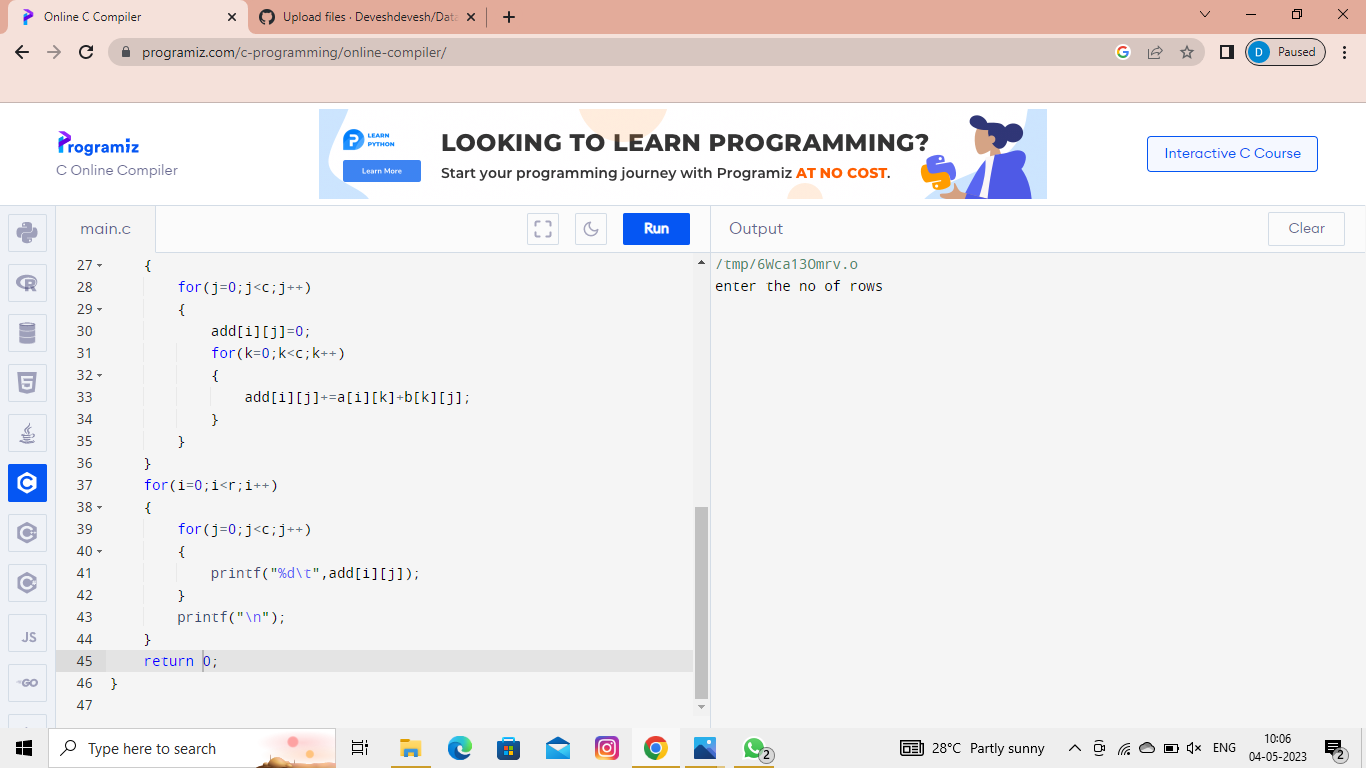 Online C Compiler
Upload files · Deveshdevesh/Data
programiz.com/c-programming/online-compiler/
G
D Paused
Programiz
C Online Compiler
LEARN PYTHON
Learn More
LOOKING TO LEARN PROGRAMMING?
Start your programming journey with Programiz AT NO COST.
Interactive C Course
main.c
Run
Output
Clear
27 {
28 for(j=0;j<c;j++)
29 {
30 add[i][j]=0;
31 for(k=0;k<c;k++)
32 {
33 add[i][j]+=a[i][k]+b[k][j];
34 }
35 }
36 }
37 for(i=0;i<r;i++)
38 {
39 for(j=0;j<c;j++)
40 {
41 printf("%d\t",add[i][j]);
42 }
43 printf("\n");
44 }
45 return 0;
46 }
47
/tmp/6Wca13Omrv.o
enter the no of rows
R
5
C
C
C
JS
GO
Type here to search
2
28°C Partly sunny
ENG
10:06
04-05-2023
2